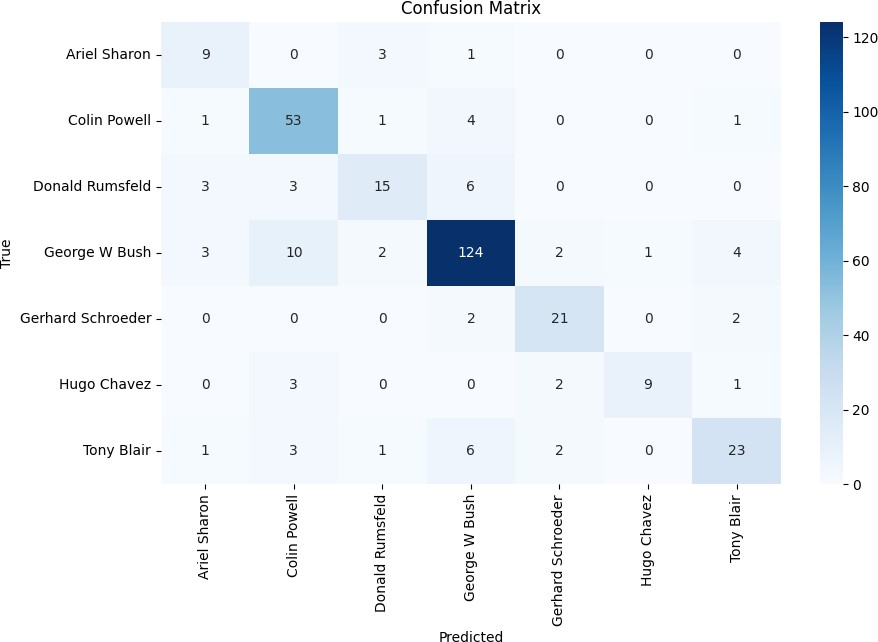 Confusion Matrix
Ariel Sharon 9 0 3 1 0 0 0
Colin Powell 1 53 1 4 0 0 1
Donald Rumsfeld 3 3 15 6 0 0 0
George W Bush 3 10 2 124 2 1 4
Gerhard Schroeder 0 0 0 2 21 0 2
Hugo Chavez 0 3 0 0 2 9 1
Tony Blair 1 3 1 6 2 0 23
True
Ariel Sharon
Colin Powell
Donald Rumsfeld
George W Bush
Gerhard Schroeder
Hugo Chavez
Tony Blair
Predicted
120
100
80
60
40
20
0